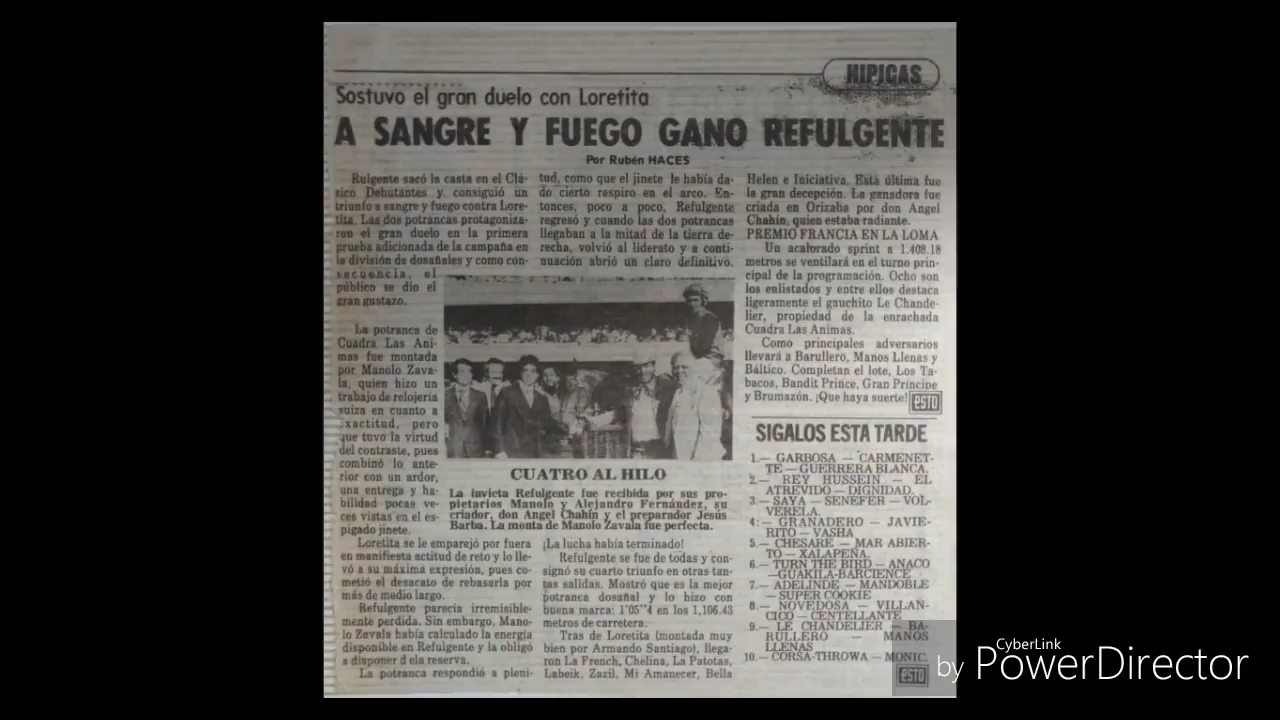 HIPICAS
Sostuvo el gran duelo con Loretita
A SANGRE Y FUEGO GANO REFULGENTE
Por Rubén HACES
Rulgente sacó la casta en el Clá-
sico Debutantes y consiguió un
triunfo a sangre y fuego contra Lore-
tita. Las dos potrancas protagoniza-
ron el gran duelo en la primera
prueba adicionada de la campaña en
la división de dosañales y como con-
secuencia, el
público se dio el
gran gustazo.
La potranca de
Cuadra Las Ani-
mas fue montada
por Manolo Zava-
la, quien hizo un
trabajo de relojería
suiza en cuanto a
xactitud, pero
que tuvo la virtud
del contraste, pues
combinó lo ante-
rior con un ardor,
una entrega y ha-
bilidad pocas ve-
ces vistas en el es-
pigado jinete.
Loretita se le emparejó por fuera
en manifiesta actitud de reto y lo lle-
vó a su máxima expresión, pues co-
metió el desacato de rebasarla por
más de medio largo.
Refulgente parecía irremisible-
mente perdida. Sin embargo, Mano-
lo Zavala había calculado la energía
disponible en Refulgente y la obligó
a disponer d ela reserva.
La potranca respondió a pleni-
tud, como que el jinete le había da-
do cierto respiro en el arco. En-
tonces, poco a poco, Refulgente
regresó y cuando las dos potrancas
llegaban a la mitad de la tierra de-
recha, volvió al liderato y a conti-
nuación abrió un claro definitivo.
CUATRO AL HILO
La invicta Refulgente fue recibida por sus pro-
pietarios Manolo y Alejandro Fernández, su
criador, don Angel Chahín y el preparador Jesús
Barba. La monta de Manolo Zavala fue perfecta.
¡La lucha había terminado!
Refulgente se fue de todas y con-
signó su cuarto triunfo en otras tan-
tas salidas. Mostró que es la mejor
potranca dosañal y lo hizo con
buena marca: 1'05"4 en los 1,106.43
metros de carretera.
Tras de Loretita (montada muy
bien por Armando Santiago), llega-
ron La French, Chelina, La Patotas,
Labeik, Zazil, Mi Amanecer, Bella
Helen e Iniciativa. Esta última fue
la gran decepción. La ganadora fue
criada en Orizaba por don Angel
Chahín, quien estaba radiante.
PREMIO FRANCIA EN LA LOMA
Un acalorado sprint a 1.408.18
metros se ventilará en el turno prin-
cipal de la programación. Ocho son
los enlistados y entre ellos destaca
ligeramente el gauchito Le Chande-
lier, propiedad de la enrachada
Cuadra Las Animas.
Como principales adversarios
llevará a Barullero, Manos Llenas y
Báltico. Completan el lote, Los Ta-
bacos, Bandit Prince, Gran Príncipe
y Brumazón. ¡Que haya suerte! esto
SIGALOS ESTA TARDE
1.— GARBOSA — CARMENET-
TE — GUERRERA BLANCA.
2.— REY HUSSEIN — EL
ATREVIDO — DIGNIDAD.
3.— SAYA — SENEFER — VOL-
VERELA.
4.— GRANADERO — JAVIE-
RITO — VASHA
5.— CHESARE — MAR ABIER-
TO — XALAPEÑA.
6.— TURN THE BIRD — ANACO
—GUAKILA-BARCIENCE
7.— ADELINDE — MANDOBLE
— SUPER COOKIE
8.— NOVEDOSA — VILLAN-
CICO — CENTELLANTE
9.— LE CHANDELIER — BA-
RULLERO — MANOS
LLENAS
10.— CORSA-THROWA — MONIC.
esto
CyberLink
by PowerDirector